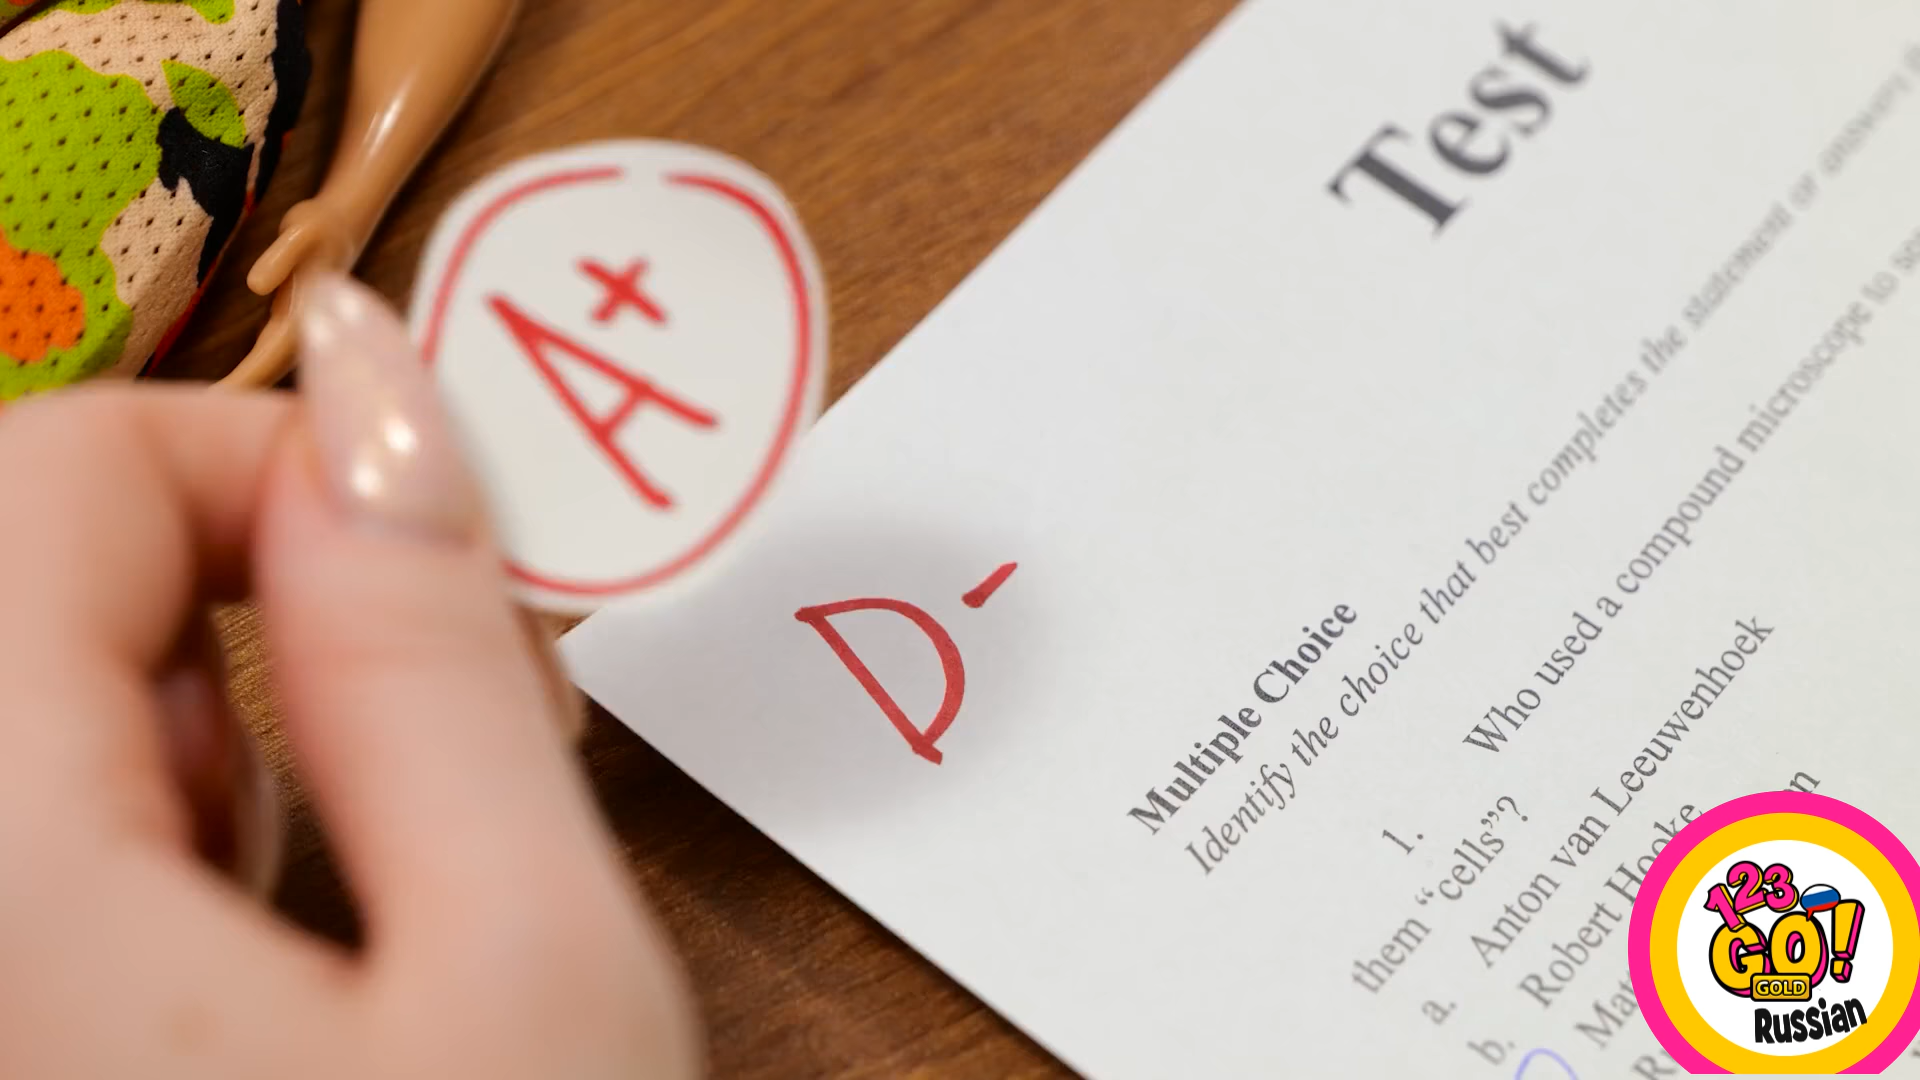 A+
Test
D-
Multiple Choice
Identify the choice that best completes the statement or answers
1. Who used a compound microscope to
them “cells”?
a. Anton van Leeuwenhoek
b. Robert Hooke
123
GO!
GOLD
Russian